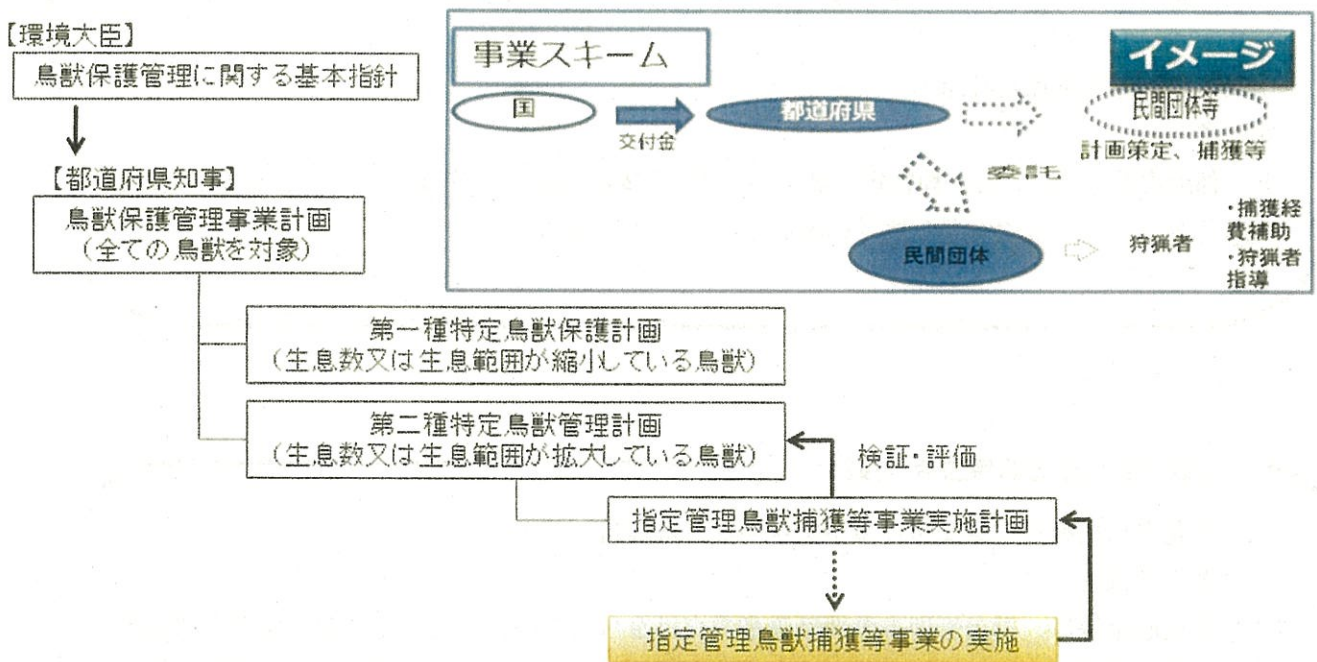 【環境大臣】
鳥獣保護管理に関する基本指針
【都道府県知事】
鳥獣保護管理事業計画
（全ての鳥獣を対象）
第一種特定鳥獣保護計画
（生息数又は生息範囲が縮小している鳥獣）
第二種特定鳥獣管理計画
（生息数又は生息範囲が拡大している鳥獣）
検証・評価
指定管理鳥獣捕獲等事業実施計画
指定管理鳥獣捕獲等事業の実施
事業スキーム
イメージ
国
交付金
都道府県
民間団体等
計画策定、捕獲等
委託
民間団体
狩猟者
・捕獲経
費補助
・狩猟者
指導